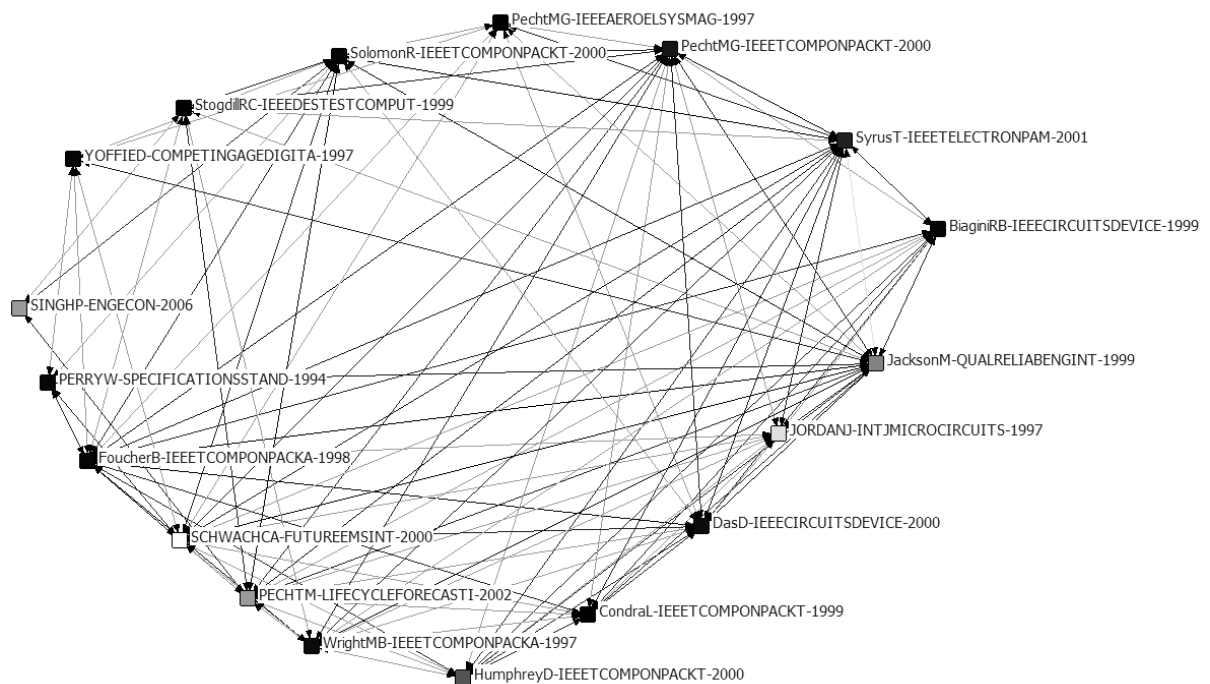 PechtMG-IEEEAEROELSYSMAG-1997
PechtMG-IEEETCOMPONPACKT-2000
SolomonR-IEEETCOMPONPACKT-2000
StogdillRC-IEEEDESTESTCOMPUT-1999
SyrusT-IEEETELECTRONPAM-2001
YOFFIED-COMPETINGAGEDIGITA-1997
BiaginiRB-IEEECIRCUITSDEVICE-1999
SINGHP-ENGECON-2006
JacksonM-QUALRELIABENGINT-1999
PERRYW-SPECIFICATIONSSTAND-1994
JORDANJ-INTJMICROCIRCUITS-1997
FoucherB-IEEETCOMPONPACKA-1998
DasD-IEEECIRCUITSDEVICE-2000
SCHWACHCA-FUTUREEMSINT-2000
PECHTM-LIFECYCLEFORECASTI-2002
CondraL-IEEETCOMPONPACKT-1999
WrightMB-IEEETCOMPONPACKA-1997
HumphreyD-IEEETCOMPONPACKT-2000